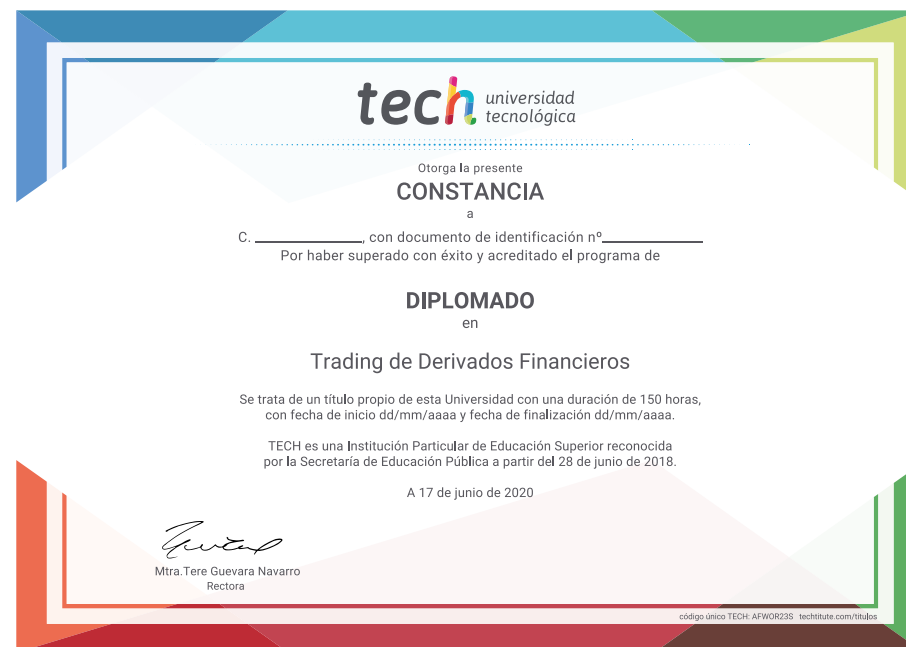 tech universidad
tecnológica
Otorga la presente
CONSTANCIA
a
C. ______________, con documento de identificación nº_____________
Por haber superado con éxito y acreditado el programa de
DIPLOMADO
en
Trading de Derivados Financieros
Se trata de un título propio de esta Universidad con una duración de 150 horas,
con fecha de inicio dd/mm/aaaa y fecha de finalización dd/mm/aaaa.
TECH es una Institución Particular de Educación Superior reconocida
por la Secretaría de Educación Pública a partir del 28 de junio de 2018.
A 17 de junio de 2020
Mtra.Tere Guevara Navarro
Rectora
código único TECH: AFWOR23S techtitute.com/titulos